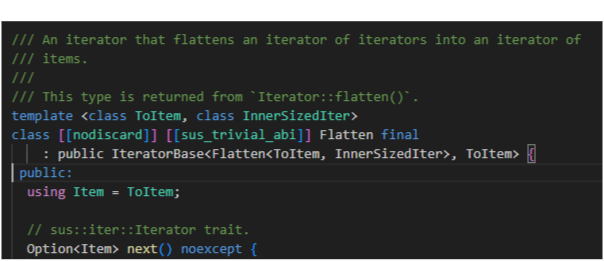 /// An iterator that flattens an iterator of iterators into an iterator of
/// items.
///
/// This type is returned from `Iterator::flatten()`.
template <class ToItem, class InnerSizedIter>
class [[nodiscard]] [[sus_trivial_abi]] Flatten final
    : public IteratorBase<Flatten<ToItem, InnerSizedIter>, ToItem> {
 public:
  using Item = ToItem;

  // sus::iter::Iterator trait.
  Option<Item> next() noexcept {